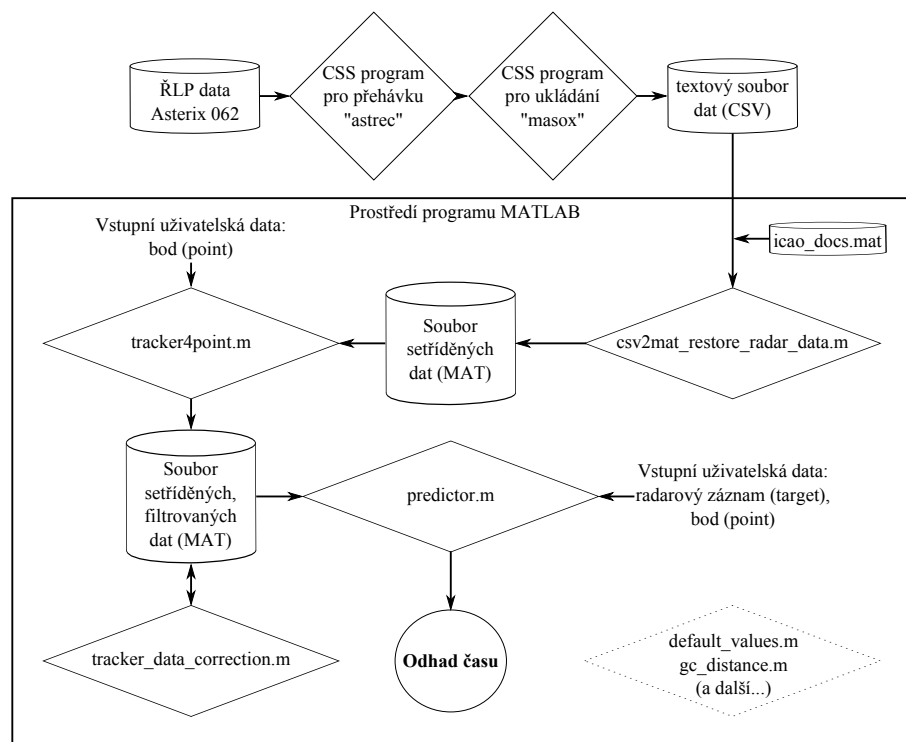 ŘLP data
Asterix 062
CSS program
pro přehávku
"astrec"
CSS program
pro ukládání
"masox"
textový soubor
dat (CSV)
Prostředí programu MATLAB
Vstupní uživatelská data:
bod (point)
icao_docs.mat
tracker4point.m
Soubor
setříděných
dat (MAT)
csv2mat_restore_radar_data.m
Soubor
setříděných,
filtrovaných
dat (MAT)
predictor.m
Vstupní uživatelská data:
radarový záznam (target),
bod (point)
tracker_data_correction.m
Odhad času
default_values.m
gc_distance.m
(a další...)